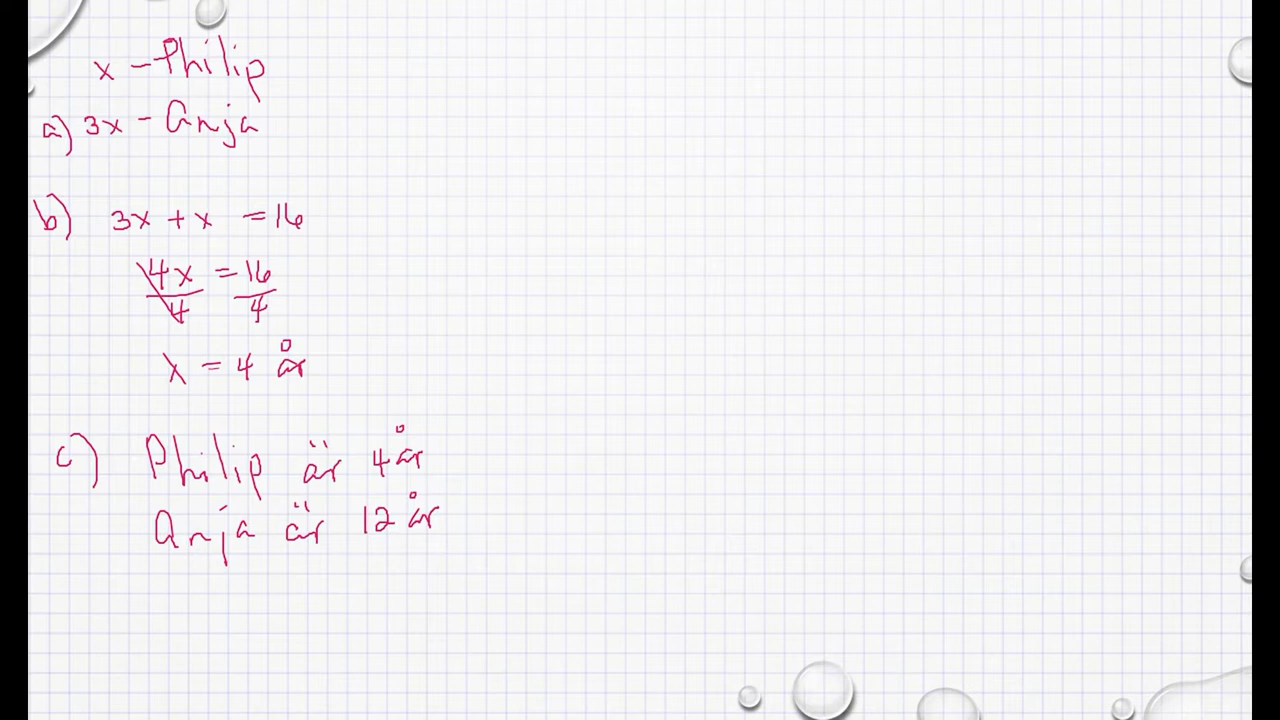 x - Philip
a) 3x - Anja
b) 3x + x = 16
4x/4 = 16/4
x = 4 år
c) Philip är 4 år
Anja är 12 år